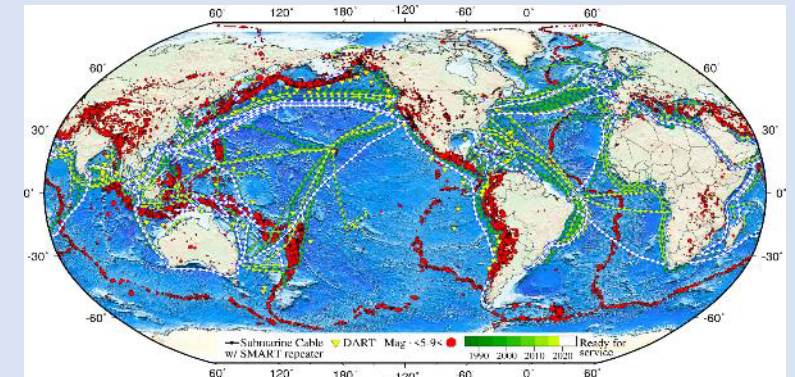 60˚ 120˚ 180˚ -120˚ -60˚ 0˚ 60˚
60˚ 60˚
30˚ 30˚
0˚ 0˚
-30˚ -30˚
-60˚ -60˚
Submarine Cable DART Mag - <5-9< Ready for
w/ SMART repeater 1990 2000 2010 2020 service
60˚ 120˚ 180˚ -120˚ -60˚ 0˚ 60˚